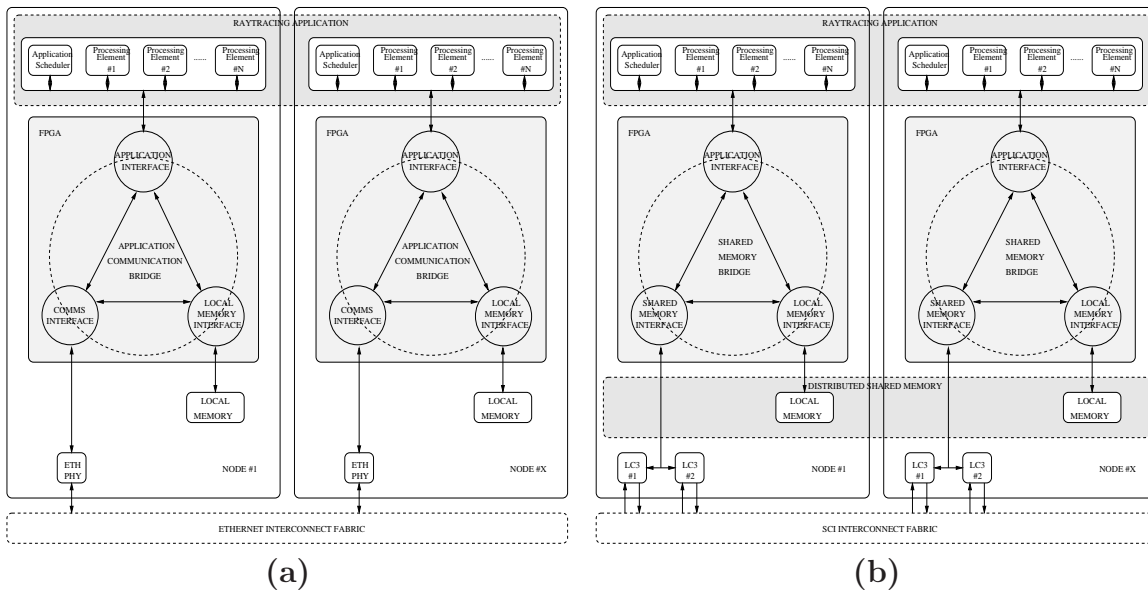 RAYTRACING APPLICATION
Application
Scheduler
Processing
Element
#1
Processing
Element
#2
......
Processing
Element
#N
Application
Scheduler
Processing
Element
#1
Processing
Element
#2
......
Processing
Element
#N
FPGA
APPLICATION
INTERFACE
APPLICATION
COMMUNICATION
BRIDGE
COMMS
INTERFACE
LOCAL
MEMORY
INTERFACE
LOCAL
MEMORY
ETH
PHY
NODE #1
FPGA
APPLICATION
INTERFACE
APPLICATION
COMMUNICATION
BRIDGE
COMMS
INTERFACE
LOCAL
MEMORY
INTERFACE
LOCAL
MEMORY
ETH
PHY
NODE #X
ETHERNET INTERCONNECT FABRIC
(a)
RAYTRACING APPLICATION
Application
Scheduler
Processing
Element
#1
Processing
Element
#2
......
Processing
Element
#N
Application
Scheduler
Processing
Element
#1
Processing
Element
#2
......
Processing
Element
#N
FPGA
APPLICATION
INTERFACE
SHARED
MEMORY
BRIDGE
SHARED
MEMORY
INTERFACE
LOCAL
MEMORY
INTERFACE
FPGA
APPLICATION
INTERFACE
SHARED
MEMORY
BRIDGE
SHARED
MEMORY
INTERFACE
LOCAL
MEMORY
INTERFACE
DISTRIBUTED SHARED MEMORY
LOCAL
MEMORY
LOCAL
MEMORY
LC3
#1
LC3
#2
NODE #1
LC3
#1
LC3
#2
NODE #X
SCI INTERCONNECT FABRIC
(b)